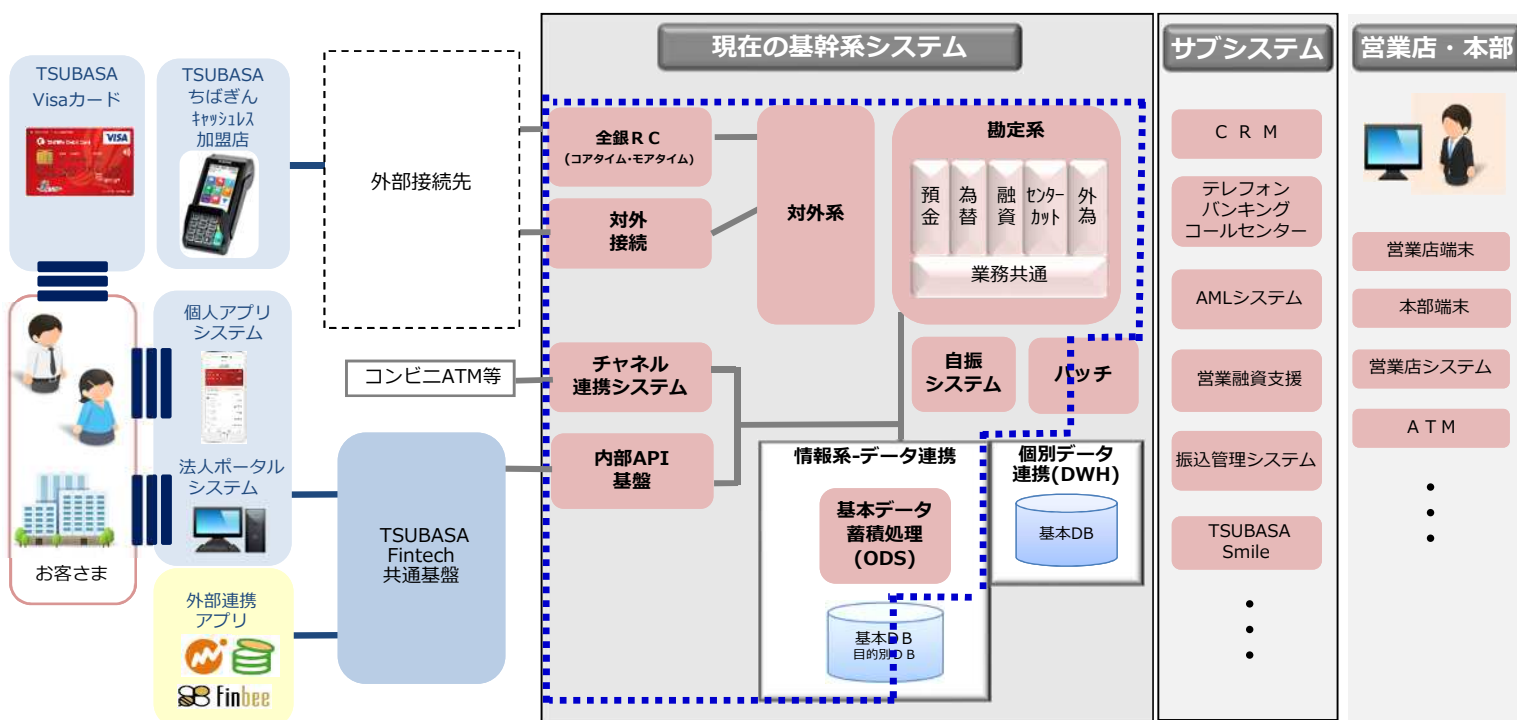 現在の基幹系システム
サブシステム
営業店・本部
TSUBASA
Visaカード
VISA
TSUBASA
ちばぎん
ｷｬｯｼｭﾚｽ
加盟店
外部接続先
全銀ＲＣ
(コアタイム・モアタイム)
対外
接続
対外系
勘定系
預金
為替
融資
ｾﾝﾀｰｶｯﾄ
外為
業務共通
個人アプリ
システム
コンビニATM等
チャネル
連携システム
自振
システム
バッチ
内部API
基盤
情報系-データ連携
基本データ
蓄積処理
(ODS)
基本ＤＢ
目的別ＤＢ
個別データ
連携(DWH)
基本DB
法人ポータル
システム
お客さま
TSUBASA
Fintech
共通基盤
外部連携
アプリ
finbee
ＣＲＭ
テレフォン
バンキング
コールセンター
AMLシステム
営業融資支援
振込管理システム
TSUBASA
Smile
営業店端末
本部端末
営業店システム
ＡＴＭ